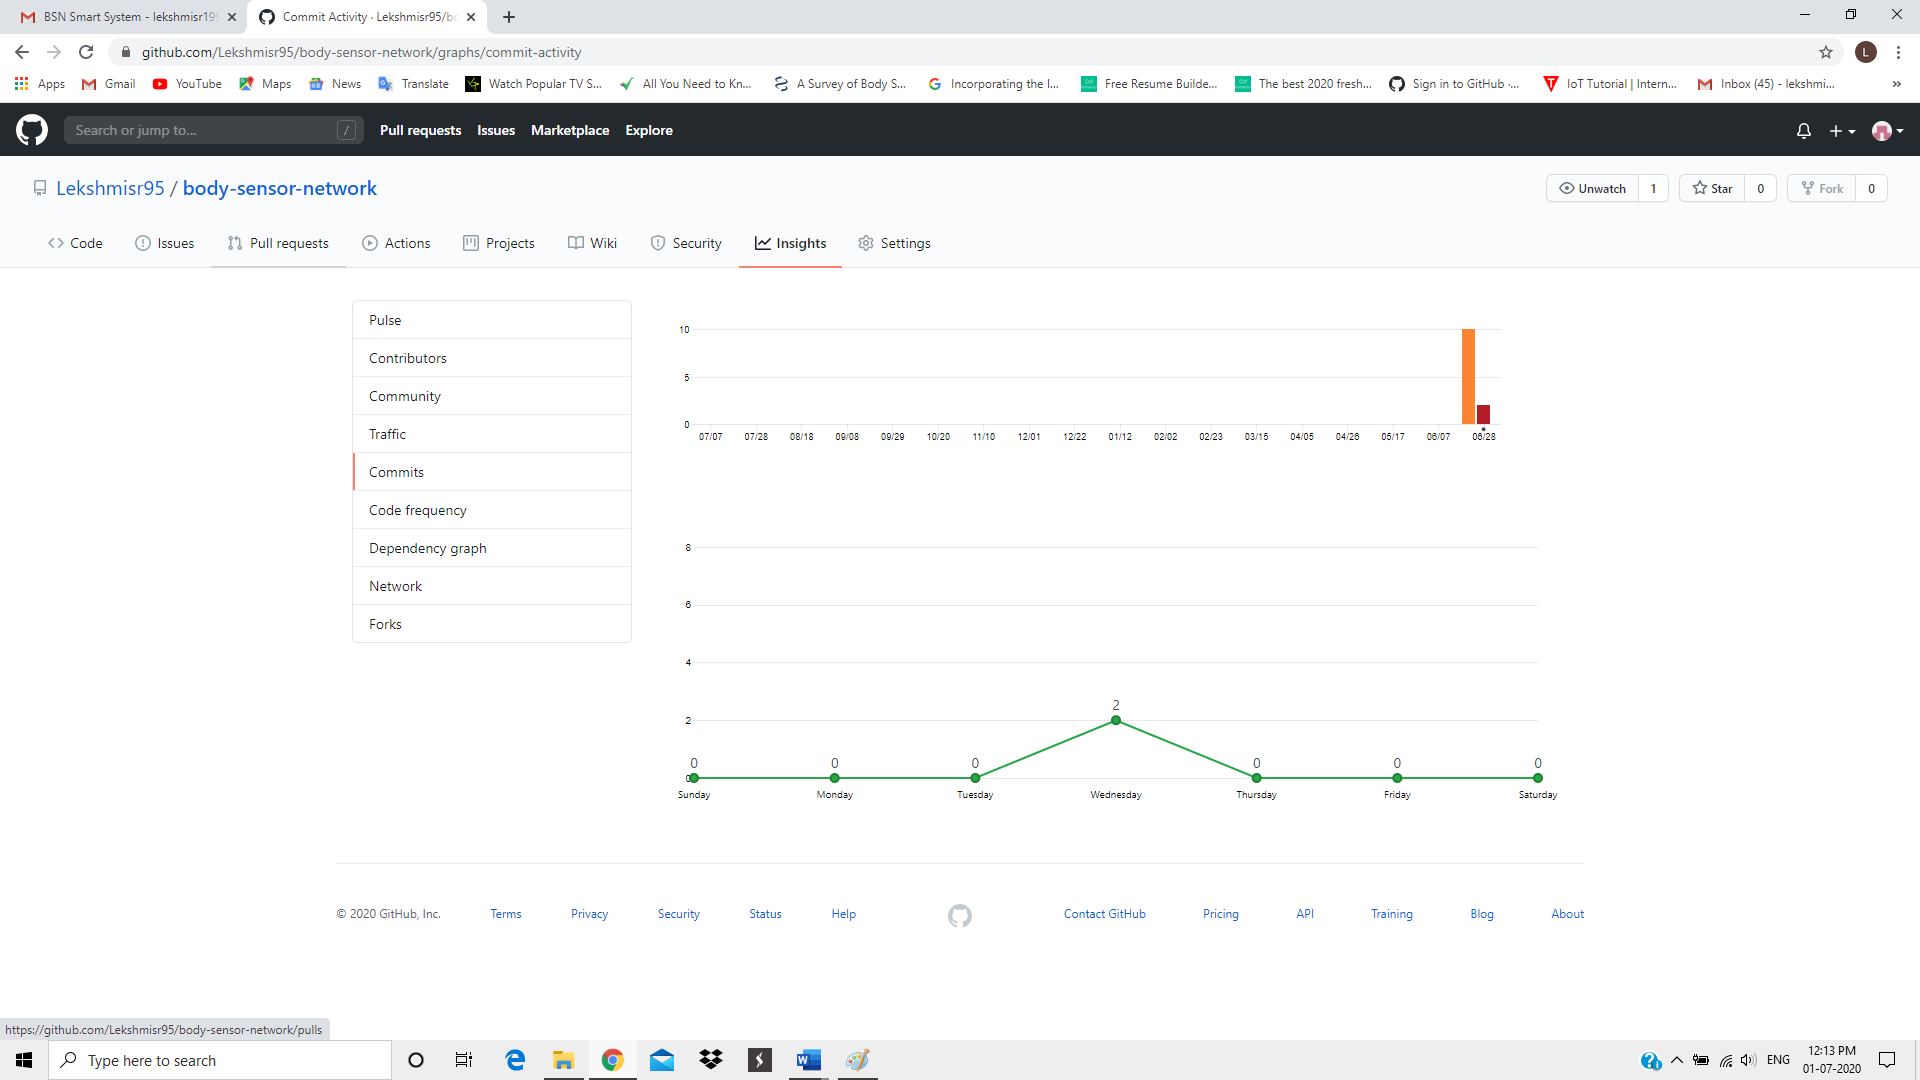 BSN Smart System - lekshmisr199
Commit Activity · Lekshmisr95/bo
github.com/Lekshmisr95/body-sensor-network/graphs/commit-activity
L
Apps Gmail YouTube Maps News Translate Watch Popular TV S... All You Need to Kn... A Survey of Body S... Incorporating the I... Free Resume Builde... The best 2020 fresh... Sign in to GitHub ·... IoT Tutorial | Intern... Inbox (45) - lekshmi... »
Search or jump to... / Pull requests Issues Marketplace Explore
Lekshmisr95 / body-sensor-network
Unwatch 1 Star 0 Fork 0
Code Issues Pull requests Actions Projects Wiki Security Insights Settings
Pulse
Contributors
Community
Traffic
Commits
Code frequency
Dependency graph
Network
Forks
10
5
0
07/07 07/28 08/18 09/08 09/29 10/20 11/10 12/01 12/22 01/12 02/02 02/23 03/15 04/05 04/26 05/17 06/07 06/28
8
6
4
2
2
0 0 0 0 0 0
0
Sunday Monday Tuesday Wednesday Thursday Friday Saturday
© 2020 GitHub, Inc. Terms Privacy Security Status Help Contact GitHub Pricing API Training Blog About
https://github.com/Lekshmisr95/body-sensor-network/pulls
Type here to search
ENG
12:13 PM
01-07-2020